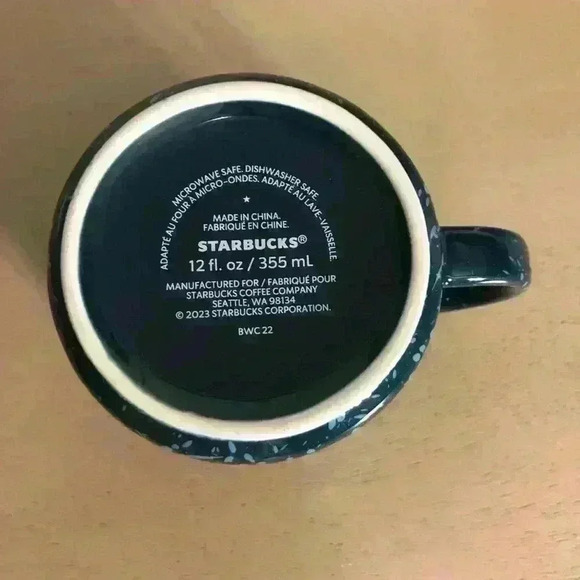 MICROWAVE SAFE. DISHWASHER SAFE.
ADAPTÉ AU FOUR À MICRO-ONDES. ADAPTÉ AU LAVE-VAISSELLE.
MADE IN CHINA.
FABRIQUÉ EN CHINE.
STARBUCKS®
12 fl. oz / 355 mL
MANUFACTURED FOR / FABRIQUÉ POUR
STARBUCKS COFFEE COMPANY
SEATTLE, WA 98134
© 2023 STARBUCKS CORPORATION.
BWC 22